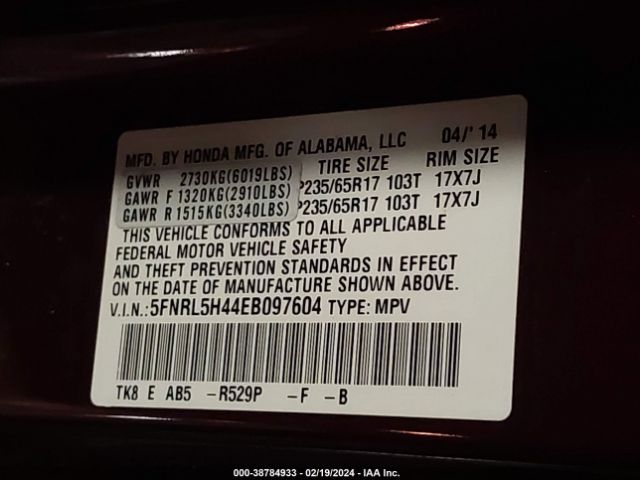 MFD. BY HONDA MFG. OF ALABAMA, LLC 04/'14
GVWR 2730KG(6019LBS) TIRE SIZE RIM SIZE
GAWR F 1320KG(2910LBS) P235/65R17 103T 17X7J
GAWR R 1515KG(3340LBS) P235/65R17 103T 17X7J
THIS VEHICLE CONFORMS TO ALL APPLICABLE
FEDERAL MOTOR VEHICLE SAFETY
AND THEFT PREVENTION STANDARDS IN EFFECT
ON THE DATE OF MANUFACTURE SHOWN ABOVE.
V.I.N.:5FNRL5H44EB097604 TYPE: MPV
TK8 E AB5 -R529P -F -B
000-38784933 - 02/19/2024 - IAA Inc.